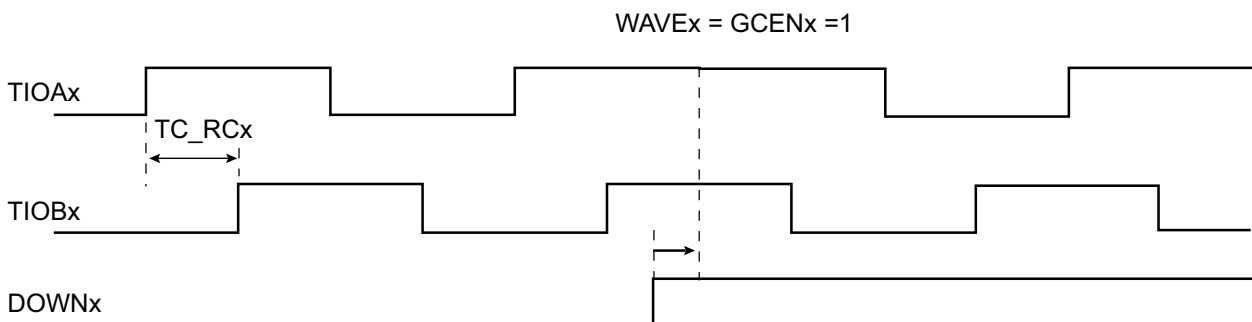 WAVEx = GCENx =1
TIOAx
TC_RCx
TIOBx
DOWNx